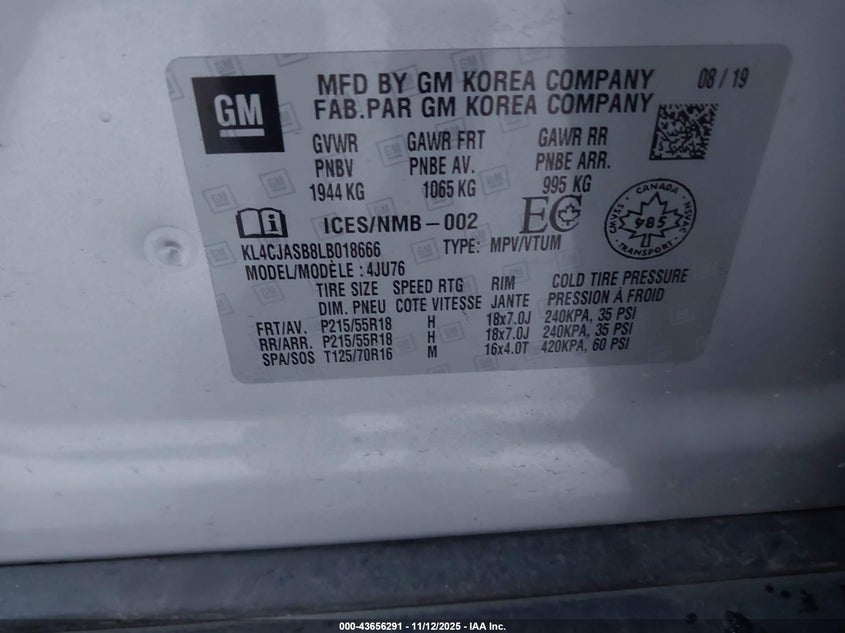 GM
MFD BY GM KOREA COMPANY 08/19
FAB.PAR GM KOREA COMPANY
GVWR GAWR FRT GAWR RR
PNBV PNBE AV. PNBE ARR.
1944 KG 1065 KG 995 KG
ICES/NMB-002 EC
CANADA
CMVSS NSVAC
985
TRANSPORT
KL4CJASB8LB018666 TYPE: MPV/VTUM
MODEL/MODÈLE : 4JU76
TIRE SIZE SPEED RTG RIM COLD TIRE PRESSURE
DIM. PNEU COTE VITESSE JANTE PRESSION À FROID
FRT/AV. P215/55R18 H 18x7.0J 240KPA, 35 PSI
RR/ARR. P215/55R18 H 18x7.0J 240KPA, 35 PSI
SPA/SOS T125/70R16 M 16x4.0T 420KPA, 60 PSI
000-43656291 - 11/12/2025 - IAA Inc.